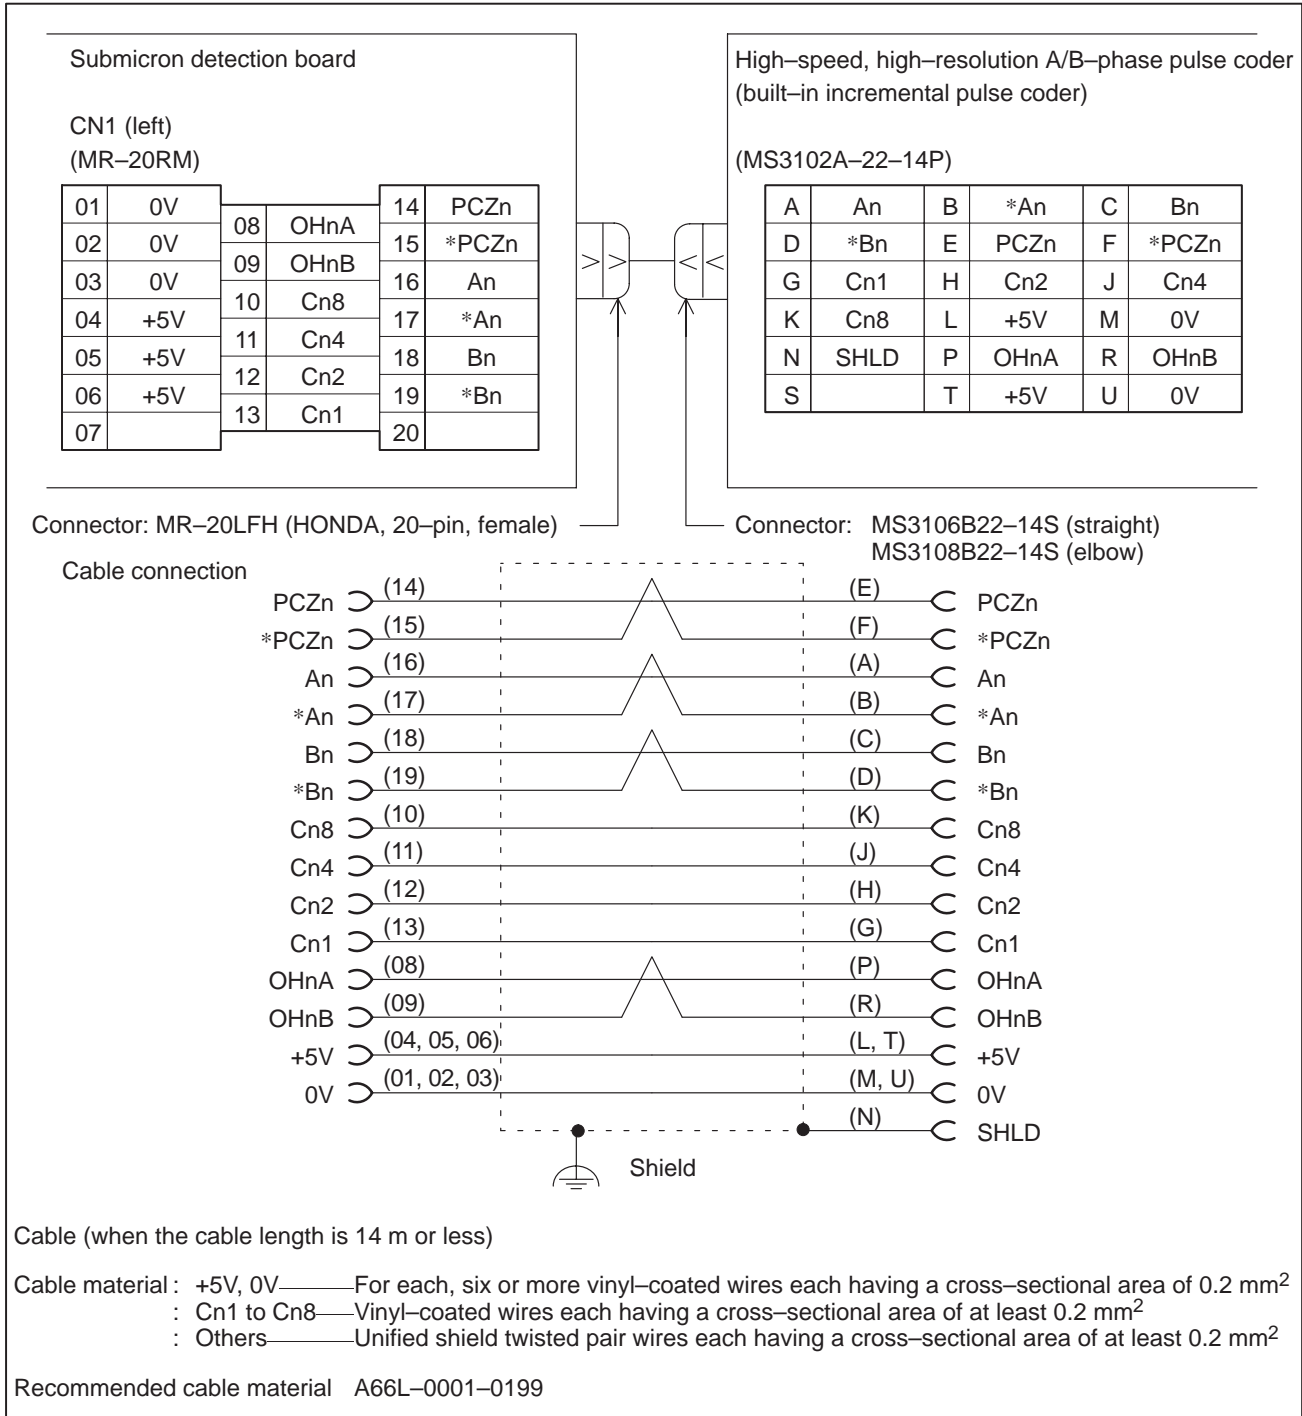 Submicron detection board
High–speed, high–resolution A/B–phase pulse coder
(built–in incremental pulse coder)
CN1 (left)
(MR–20RM)
(MS3102A–22–14P)
01 0V
02 0V
03 0V
04 +5V
05 +5V
06 +5V
07
08 OHnA
09 OHnB
10 Cn8
11 Cn4
12 Cn2
13 Cn1
14 PCZn
15 *PCZn
16 An
17 *An
18 Bn
19 *Bn
20
A An B *An C Bn
D *Bn E PCZn F *PCZn
G Cn1 H Cn2 J Cn4
K Cn8 L +5V M 0V
N SHLD P OHnA R OHnB
S T +5V U 0V
Connector: MR–20LFH (HONDA, 20–pin, female)
Connector: MS3106B22–14S (straight)
MS3108B22–14S (elbow)
Cable connection
PCZn (14) (E) PCZn
*PCZn (15) (F) *PCZn
An (16) (A) An
*An (17) (B) *An
Bn (18) (C) Bn
*Bn (19) (D) *Bn
Cn8 (10) (K) Cn8
Cn4 (11) (J) Cn4
Cn2 (12) (H) Cn2
Cn1 (13) (G) Cn1
OHnA (08) (P) OHnA
OHnB (09) (R) OHnB
+5V (04, 05, 06) (L, T) +5V
0V (01, 02, 03) (M, U) 0V
(N) SHLD
Shield
Cable (when the cable length is 14 m or less)
Cable material : +5V, 0V For each, six or more vinyl–coated wires each having a cross–sectional area of 0.2 mm2
: Cn1 to Cn8 Vinyl–coated wires each having a cross–sectional area of at least 0.2 mm2
: Others Unified shield twisted pair wires each having a cross–sectional area of at least 0.2 mm2
Recommended cable material A66L–0001–0199